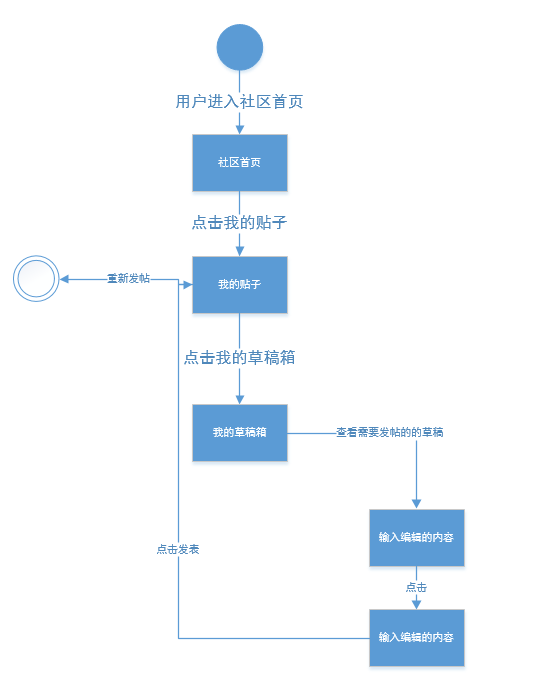 用户进入社区首页
社区首页
点击我的贴子
重新发帖
我的贴子
点击我的草稿箱
我的草稿箱
查看需要发帖的的草稿
输入编辑的内容
点击发表
点击
输入编辑的内容